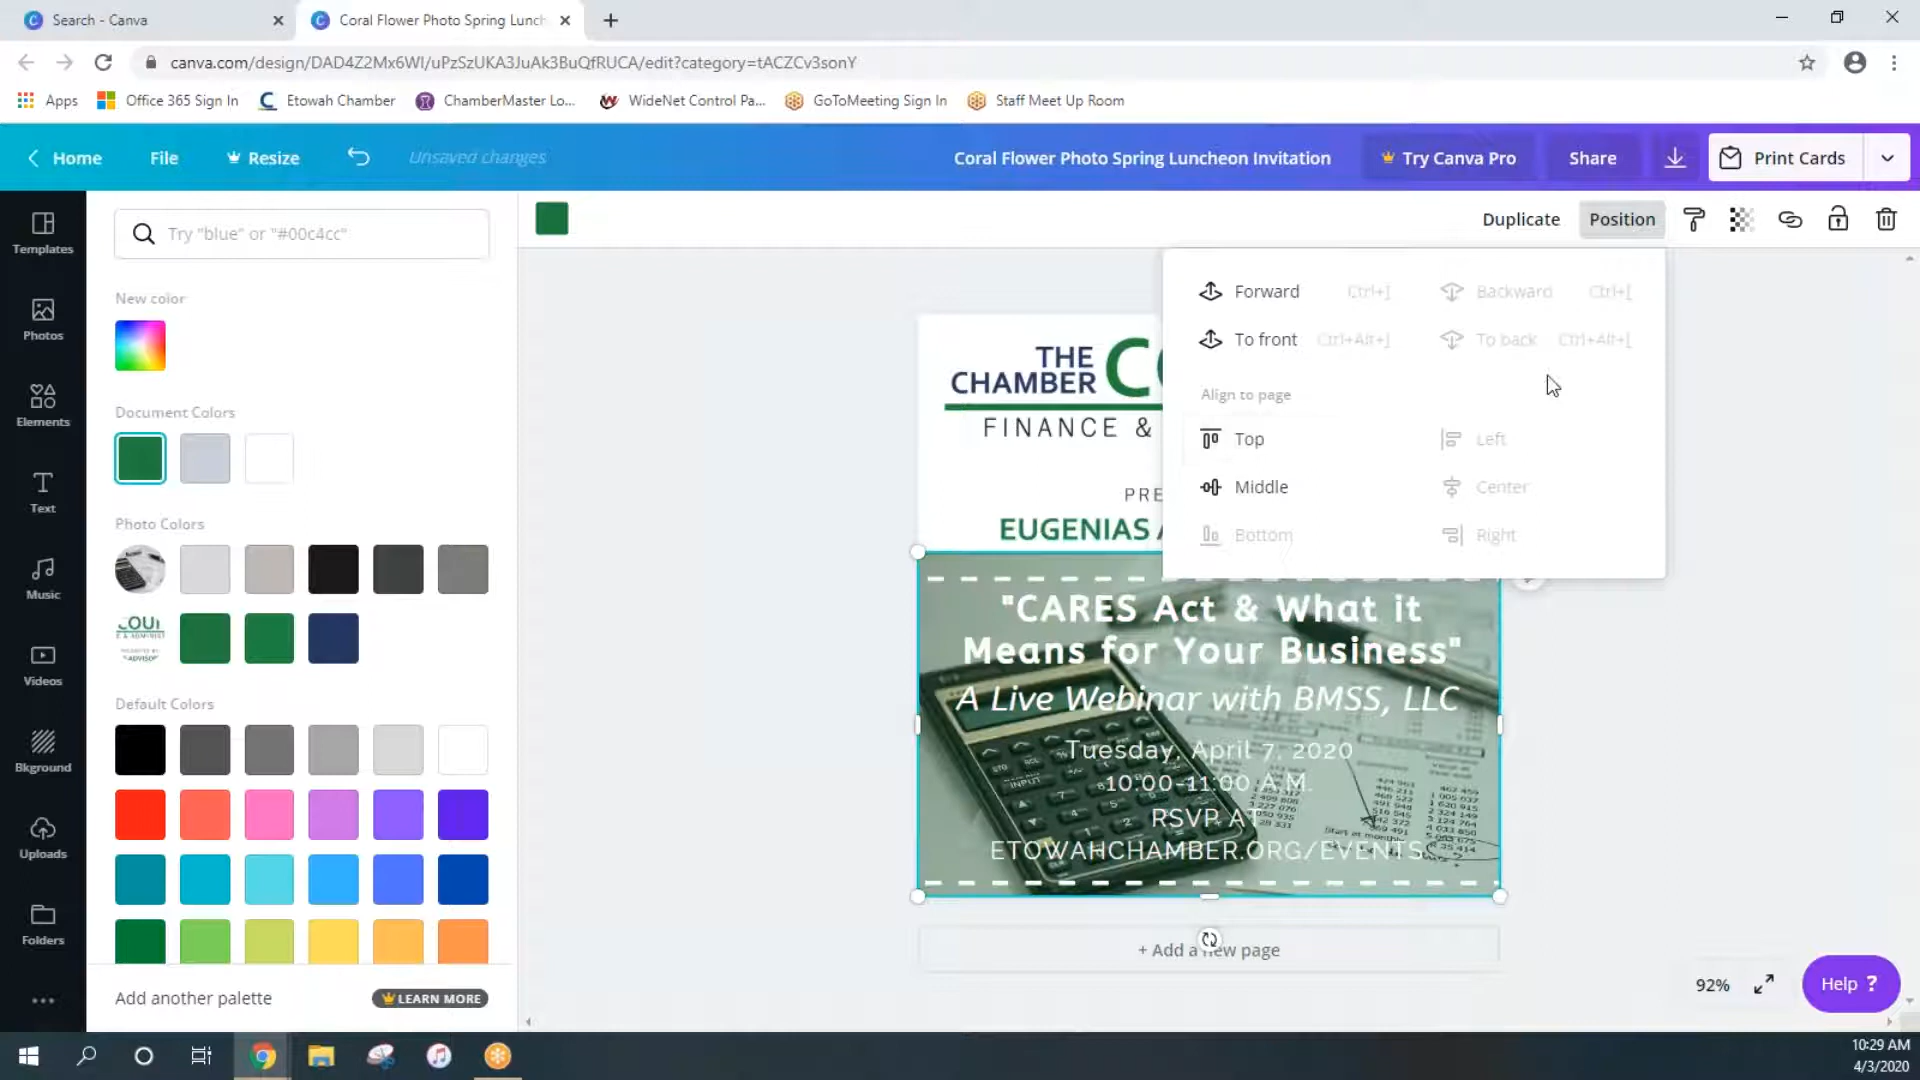 Search - Canva
Coral Flower Photo Spring Lunch
canva.com/design/DAD4Z2Mx6WI/uPzSzUKA3JuAk3BuQfRUCA/edit?category=tACZCv3sonY
Apps
Office 365 Sign In
Etowah Chamber
ChamberMaster Lo...
WideNet Control Pa...
GoToMeeting Sign In
Staff Meet Up Room
Home
File
Resize
Unsaved changes
Coral Flower Photo Spring Luncheon Invitation
Try Canva Pro
Share
Print Cards
Duplicate
Position
Templates
Photos
Elements
Text
Music
Videos
Bkground
Uploads
Folders
Try "blue" or "#00c4cc"
New color
Document Colors
Photo Colors
Default Colors
Add another palette
LEARN MORE
Forward Ctrl+]
Backward Ctrl+[
To front Ctrl+Alt+]
To back Ctrl+Alt+[
Align to page
Top
Left
Middle
Center
Bottom
Right
THE
CHAMBER
FINANCE &
PRE
EUGENIAS
"CARES Act & What it
Means for Your Business"
A Live Webinar with BMSS, LLC
Tuesday, April 7, 2020
10:00-11:00 A.M.
RSVP AT
ETOWAHCHAMBER.ORG/EVENTS
+ Add a new page
92%
Help ?
10:29 AM
4/3/2020